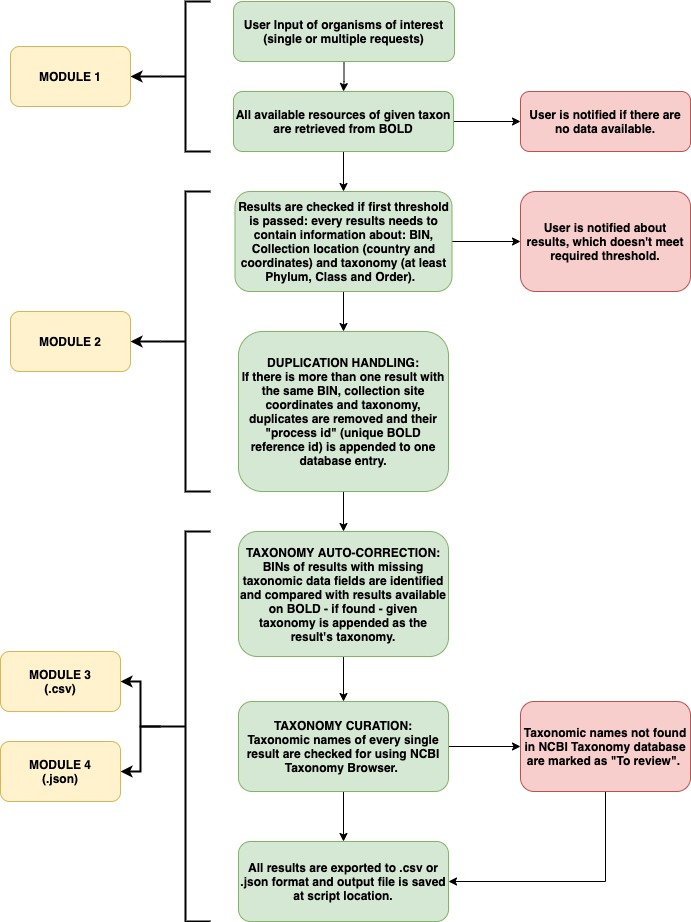 User Input of organisms of interest
(single or multiple requests)
MODULE 1
All available resources of given taxon
are retrieved from BOLD
User is notified if there are
no data available.
Results are checked if first threshold
is passed: every results needs to
contain information about: BIN,
Collection location (country and
coordinates) and taxonomy (at least
Phylum, Class and Order).
User is notified about
results, which doesn't meet
required threshold.
MODULE 2
DUPLICATION HANDLING:
If there is more than one result with
the same BIN, collection site
coordinates and taxonomy,
duplicates are removed and their
"process id" (unique BOLD
reference id) is appended to one
database entry.
TAXONOMY AUTO-CORRECTION:
BINs of results with missing
taxonomic data fields are identified
and compared with results available
on BOLD - if found - given
taxonomy is appended as the
result's taxonomy.
MODULE 3
(.csv)
MODULE 4
(.json)
TAXONOMY CURATION:
Taxonomic names of every single
result are checked for using NCBI
Taxonomy Browser.
Taxonomic names not found
in NCBI Taxonomy database
are marked as "To review".
All results are exported to .csv or
.json format and output file is saved
at script location.